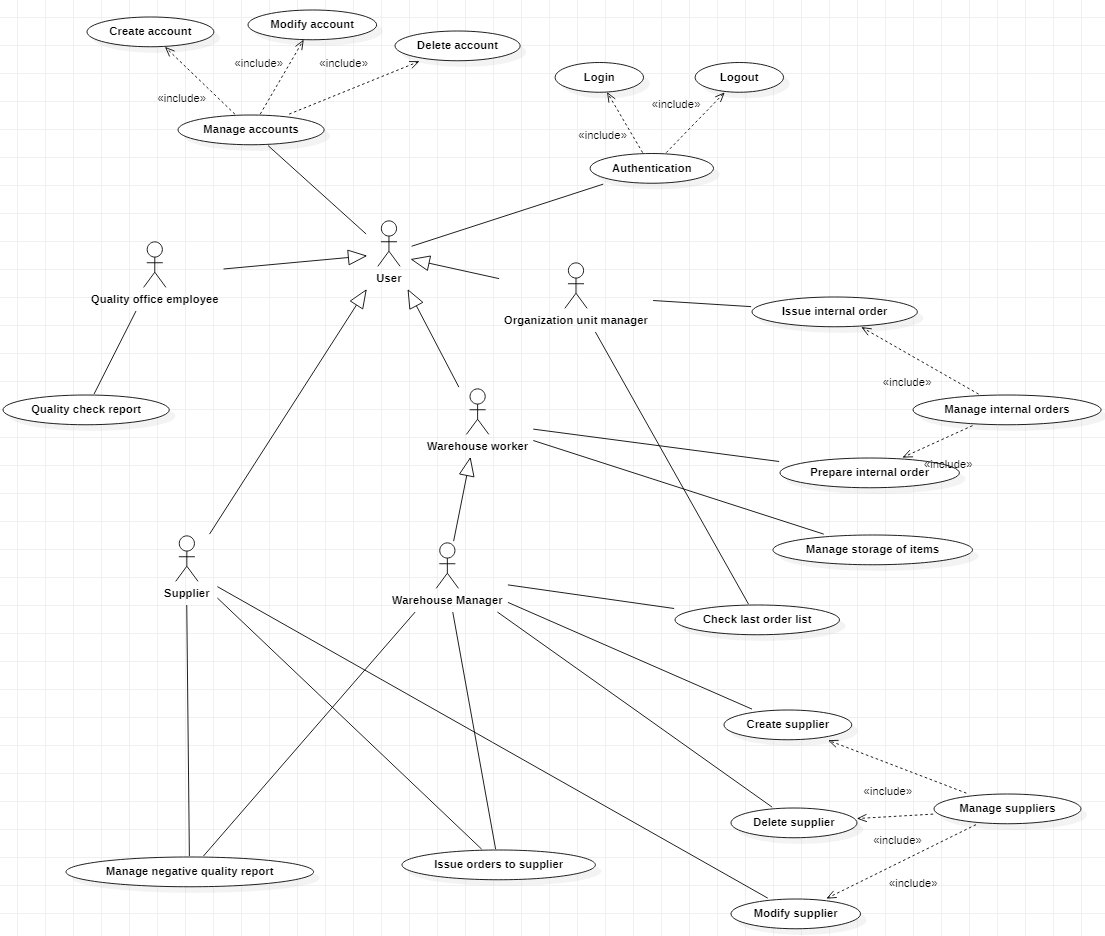 Create account
Modify account
Delete account
«include»
«include»
«include»
Manage accounts
Login
Logout
«include»
«include»
Authentication
User
Quality office employee
Organization unit manager
Issue internal order
Quality check report
«include»
Manage internal orders
Warehouse worker
«include»
Prepare internal order
Manage storage of items
Supplier
Warehouse Manager
Check last order list
Create supplier
«include»
Manage suppliers
Delete supplier
«include»
Manage negative quality report
Issue orders to supplier
«include»
Modify supplier